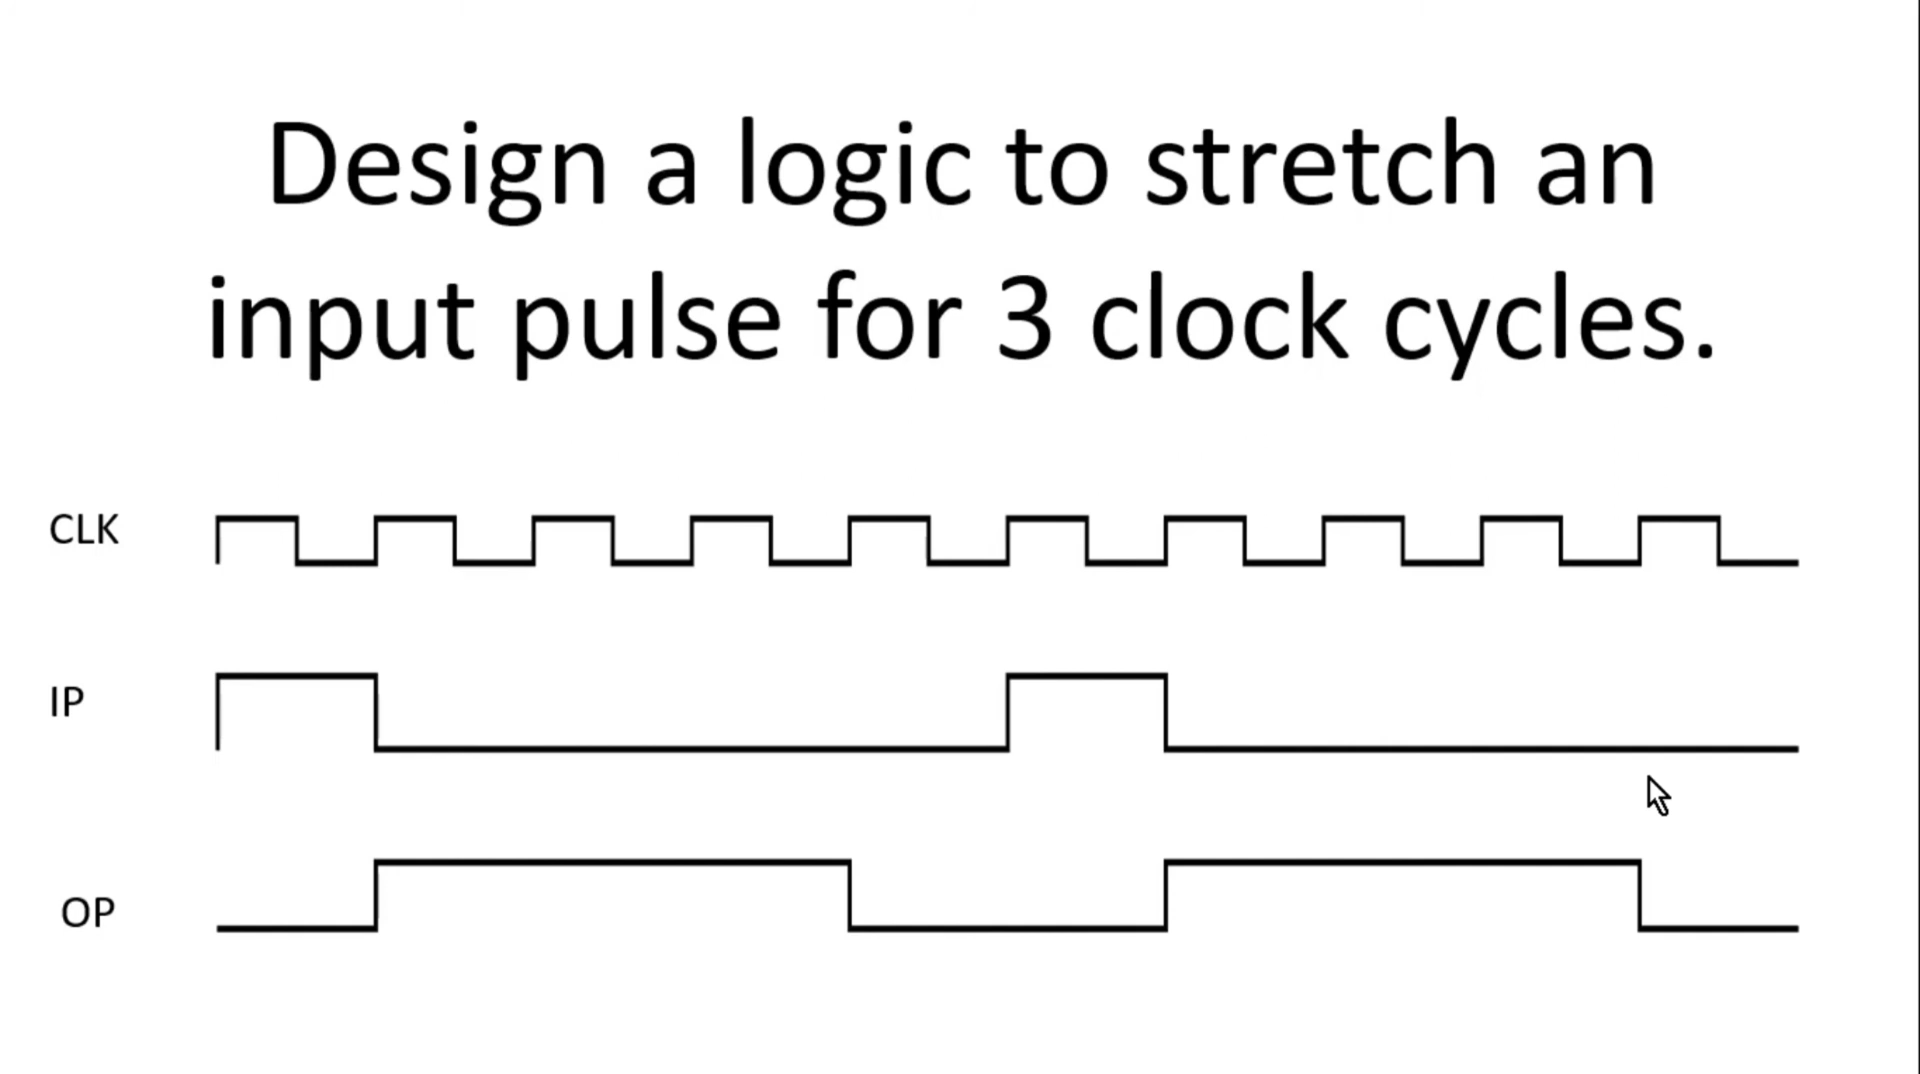 Design a logic to stretch an
input pulse for 3 clock cycles.
CLK
IP
OP